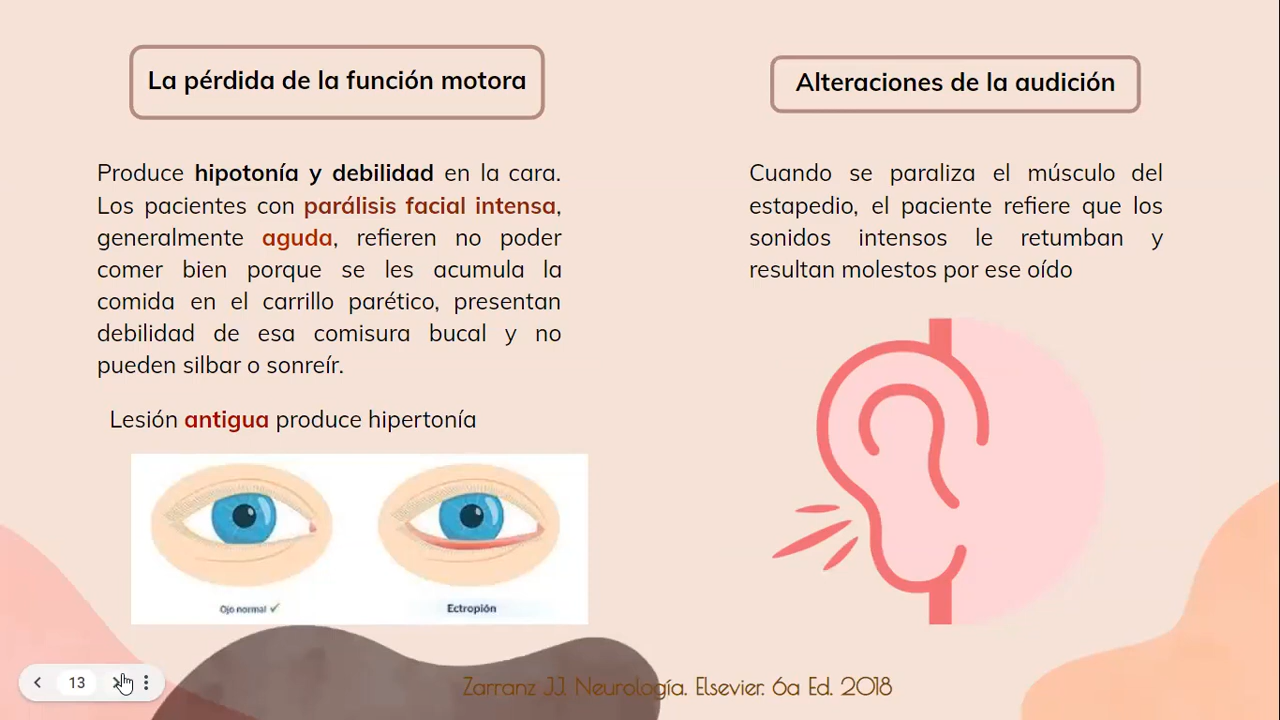 La pérdida de la función motora
Produce hipotonía y debilidad en la cara.
Los pacientes con parálisis facial intensa,
generalmente aguda, refieren no poder
comer bien porque se les acumula la
comida en el carrillo parético, presentan
debilidad de esa comisura bucal y no
pueden silbar o sonreír.
Lesión antigua produce hipertonía
Ojo normal ✓
Ectropión
Alteraciones de la audición
Cuando se paraliza el músculo del
estapedio, el paciente refiere que los
sonidos intensos le retumban y
resultan molestos por ese oído
13
Zarranz JJ. Neurología. Elsevier. 6a Ed. 2018